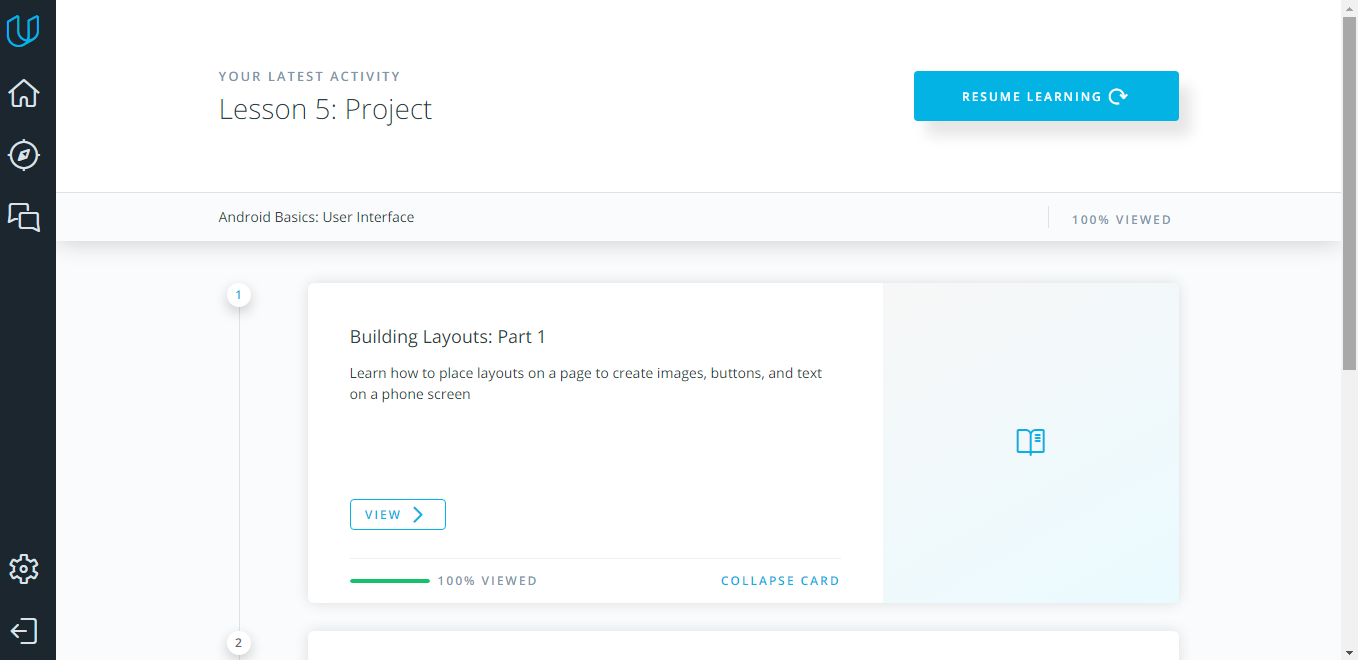 YOUR LATEST ACTIVITY
Lesson 5: Project
RESUME LEARNING
Android Basics: User Interface
100% VIEWED
1
Building Layouts: Part 1
Learn how to place layouts on a page to create images, buttons, and text
on a phone screen
VIEW
100% VIEWED
COLLAPSE CARD
2